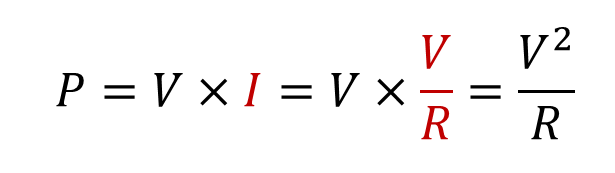 P = V × I = V × V/R = V²/R